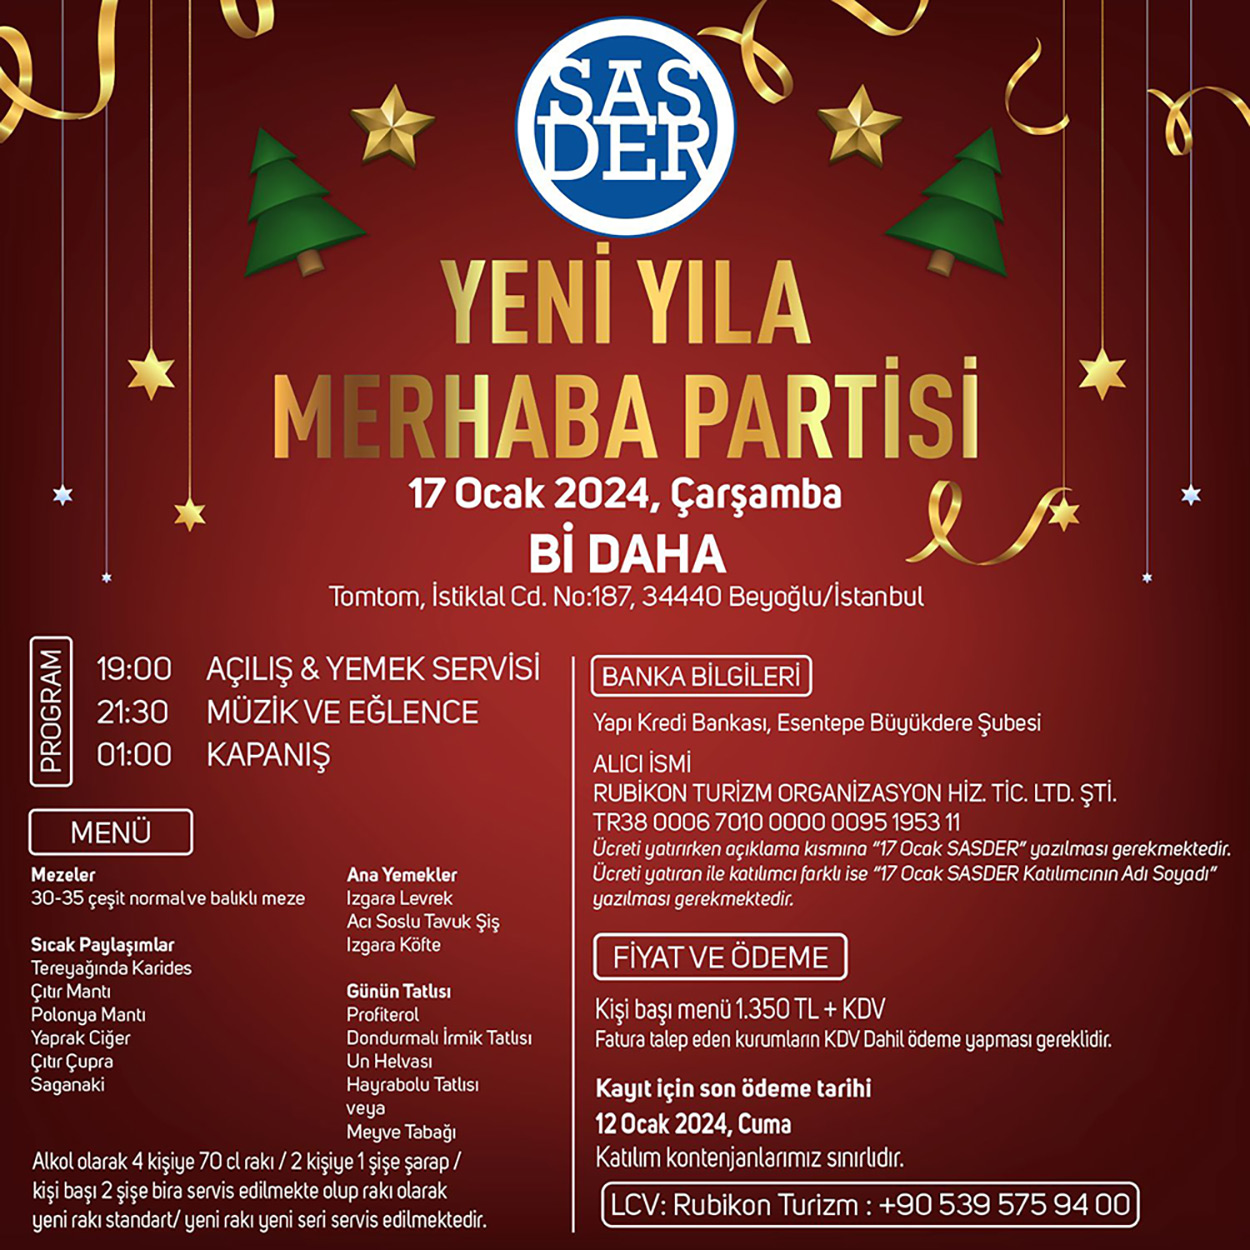 SAS
DER
YENİ YILA
MERHABA PARTİSİ
17 Ocak 2024, Çarşamba
Bİ DAHA
Tomtom, İstiklal Cd. No:187, 34440 Beyoğlu/İstanbul
PROGRAM
19:00 AÇILIŞ & YEMEK SERVİSİ
21:30 MÜZİK VE EĞLENCE
01:00 KAPANIŞ
MENÜ
Mezeler
30-35 çeşit normal ve balıklı meze
Sıcak Paylaşımlar
Tereyağında Karides
Çıtır Mantı
Polonya Mantı
Yaprak Ciğer
Çıtır Çupra
Saganaki
Ana Yemekler
Izgara Levrek
Acı Soslu Tavuk Şiş
Izgara Köfte
Günün Tatlısı
Profiterol
Dondurmalı İrmik Tatlısı
Un Helvası
Hayrabolu Tatlısı
veya
Meyve Tabağı
Alkol olarak 4 kişiye 70 cl rakı / 2 kişiye 1 şişe şarap /
kişi başı 2 şişe bira servis edilmekte olup rakı olarak
yeni rakı standart/ yeni rakı yeni seri servis edilmektedir.
BANKA BİLGİLERİ
Yapı Kredi Bankası, Esentepe Büyükdere Şubesi
ALICI İSMİ
RUBİKON TURİZM ORGANİZASYON HİZ. TİC. LTD. ŞTİ.
TR38 0006 7010 0000 0095 1953 11
Ücreti yatırırken açıklama kısmına “17 Ocak SASDER” yazılması gerekmektedir.
Ücreti yatıran ile katılımcı farklı ise “17 Ocak SASDER Katılımcının Adı Soyadı”
yazılması gerekmektedir.
FİYAT VE ÖDEME
Kişi başı menü 1.350 TL + KDV
Fatura talep eden kurumların KDV Dahil ödeme yapması gereklidir.
Kayıt için son ödeme tarihi
12 Ocak 2024, Cuma
Katılım kontenjanlarımız sınırlıdır.
LCV: Rubikon Turizm : +90 539 575 94 00